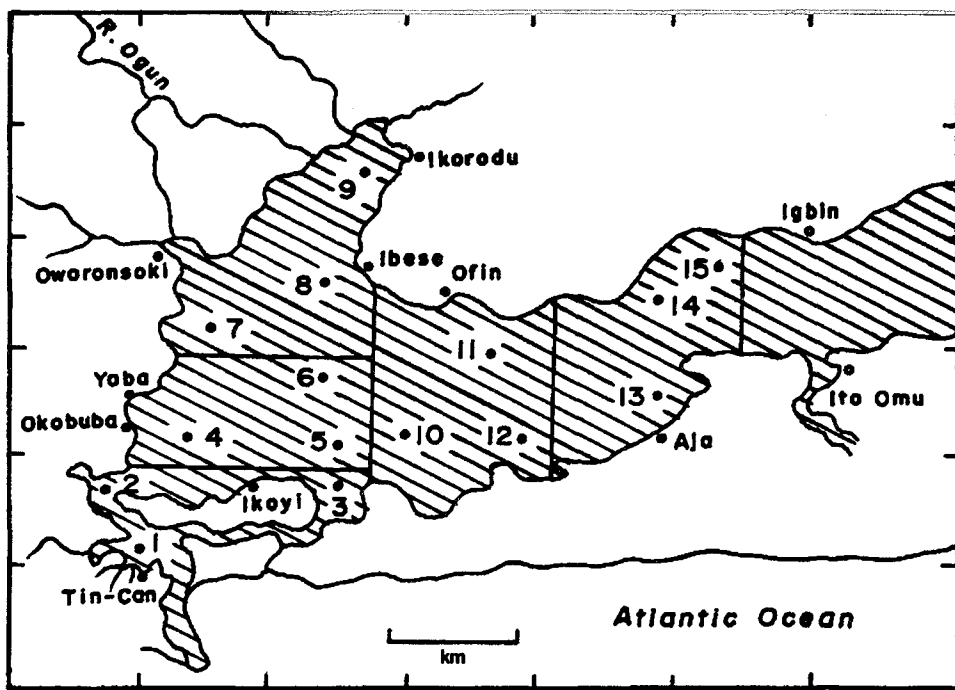 R. Ogun
Ikorodu
9
Igbin
Owaronsoki
Ibese
Ofin
15
8
14
7
11
6
Yaba
13
Ito Omu
Okobuba
4
5
10
12
Aja
2
Ikoyi
3
1
Tin-Can
Atlantic Ocean
km